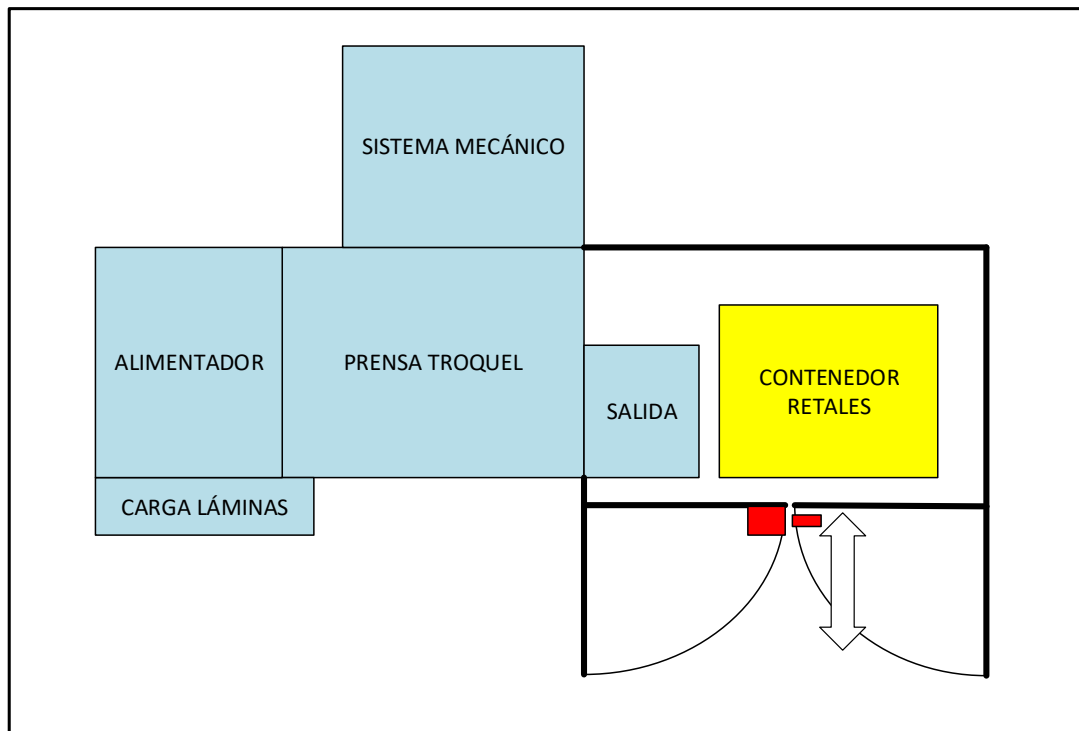 SISTEMA MECÁNICO
ALIMENTADOR
PRENSA TROQUEL
SALIDA
CONTENEDOR
RETALES
CARGA LÁMINAS